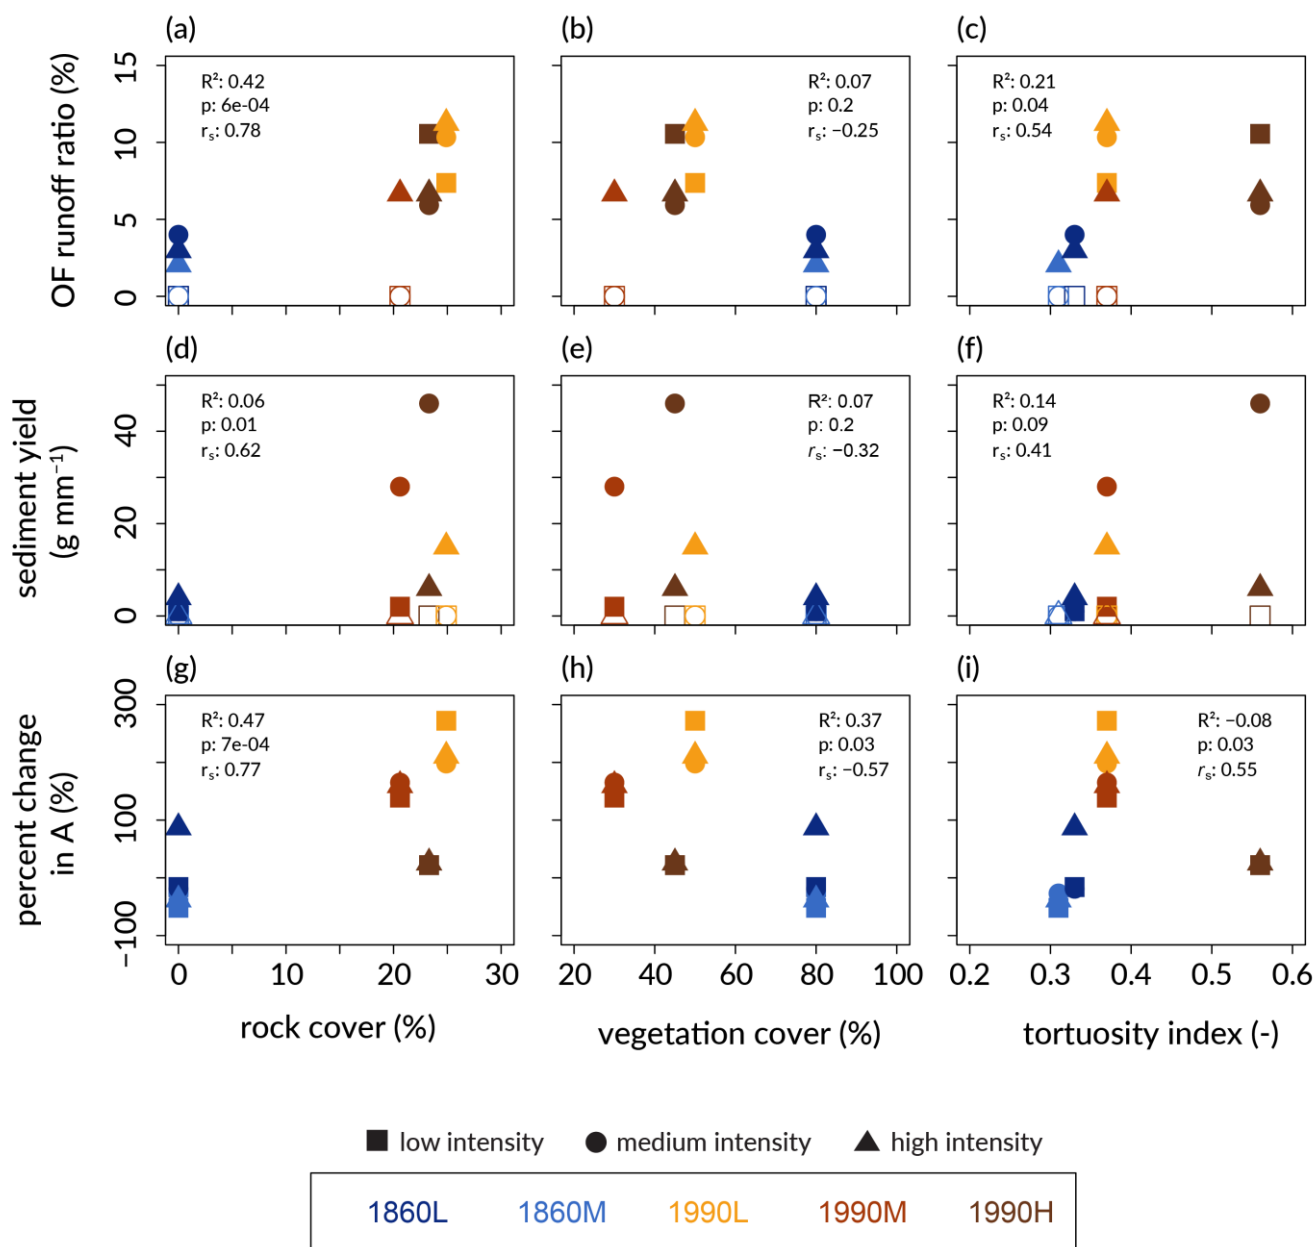 (a)
(b)
(c)
OF runoff ratio (%)
15
10
5
0
R²: 0.42
p: 6e-04
rₛ: 0.78
R²: 0.07
p: 0.2
rₛ: −0.25
R²: 0.21
p: 0.04
rₛ: 0.54
(d)
(e)
(f)
sediment yield
(g mm⁻¹)
40
20
0
R²: 0.06
p: 0.01
rₛ: 0.62
R²: 0.07
p: 0.2
rₛ: −0.32
R²: 0.14
p: 0.09
rₛ: 0.41
(g)
(h)
(i)
percent change
in A (%)
300
100
−100
R²: 0.47
p: 7e-04
rₛ: 0.77
R²: 0.37
p: 0.03
rₛ: −0.57
R²: −0.08
p: 0.03
rₛ: 0.55
0 10 20 30
20 40 60 80 100
0.2 0.3 0.4 0.5 0.6
rock cover (%)
vegetation cover (%)
tortuosity index (-)
low intensity medium intensity high intensity
1860L 1860M 1990L 1990M 1990H